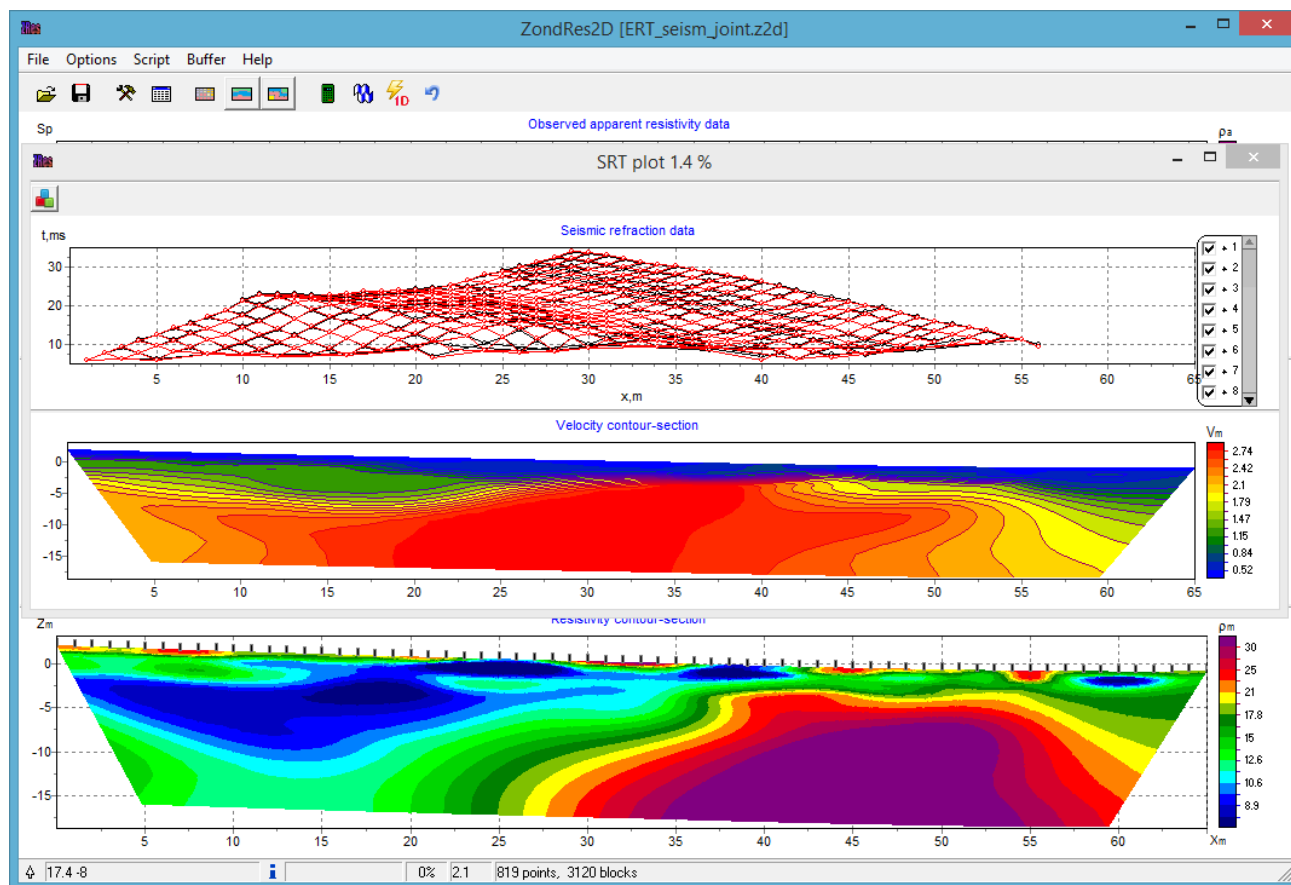 ZRes ZondRes2D [ERT_seism_joint.z2d]
File Options Script Buffer Help
1D
Sp Observed apparent resistivity data ρa
ZRes SRT plot 1.4 %
Seismic refraction data
t,ms
30
20
10
5 10 15 20 25 30 35 40 45 50 55 60 65
x,m
+ 1
+ 2
+ 3
+ 4
+ 5
+ 6
+ 7
+ 8
Velocity contour-section
Vm
0
-5
-10
-15
5 10 15 20 25 30 35 40 45 50 55 60 65
2.74
2.42
2.1
1.79
1.47
1.15
0.84
0.52
Zm Resistivity contour-section ρm
0
-5
-10
-15
5 10 15 20 25 30 35 40 45 50 55 60 Xm
30
25
21
17.8
15
12.6
10.6
8.9
17.4 -8 i 0% 2.1 819 points, 3120 blocks